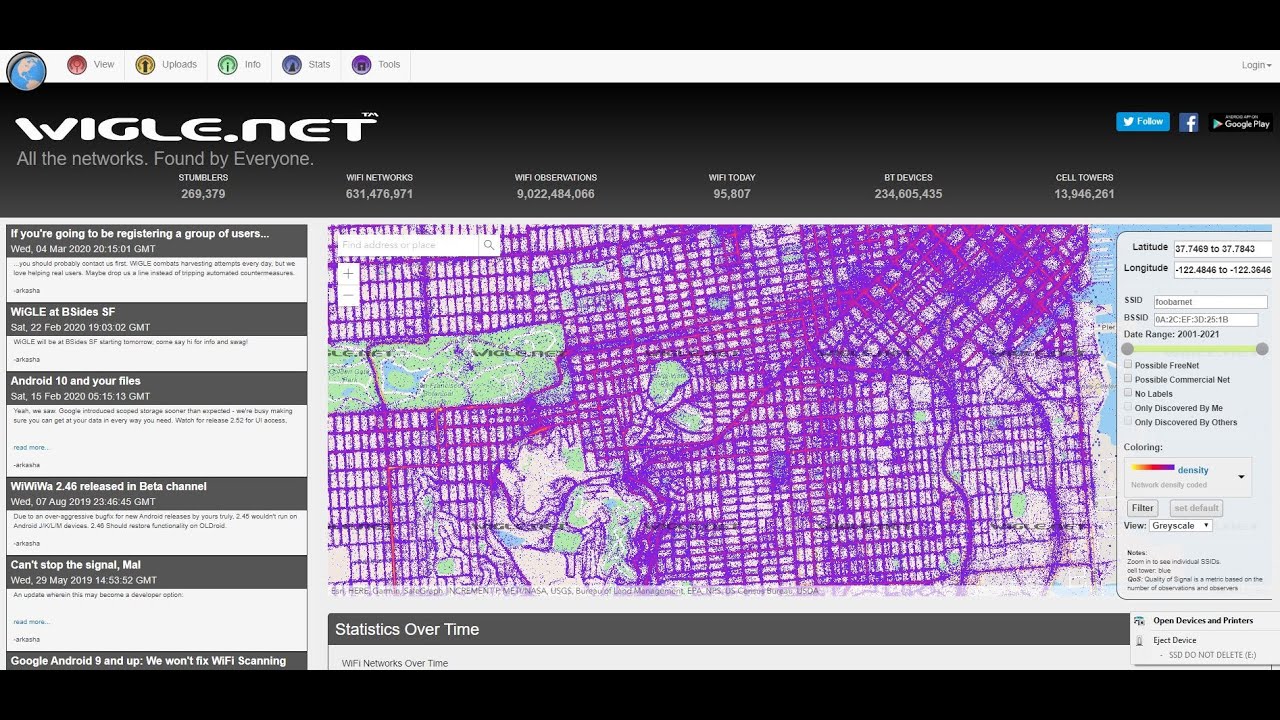 View
Uploads
Info
Stats
Tools
Login
WIGLE.NET™
All the networks. Found by Everyone.
Follow
ANDROID APP ON
Google Play
STUMBLERS
269,379
WIFI NETWORKS
631,476,971
WIFI OBSERVATIONS
9,022,484,066
WIFI TODAY
95,807
BT DEVICES
234,605,435
CELL TOWERS
13,946,261
If you're going to be registering a group of users...
Wed, 04 Mar 2020 20:15:01 GMT
...you should probably contact us first. WiGLE combats harvesting attempts every day, but we
love helping real users. Maybe drop us a line instead of tripping automated countermeasures.
-arkasha
WiGLE at BSides SF
Sat, 22 Feb 2020 19:03:02 GMT
WiGLE will be at BSides SF starting tomorrow; come say hi for info and swag!
-arkasha
Android 10 and your files
Sat, 15 Feb 2020 05:15:13 GMT
Yeah, we saw. Google introduced scoped storage sooner than expected - we're busy making
sure you can get at your data in every way you need. Watch for release 2.52 for UI access.
read more...
-arkasha
WiWiWa 2.46 released in Beta channel
Wed, 07 Aug 2019 23:46:45 GMT
Due to an over-aggressive bugfix for new Android releases by yours truly, 2.45 wouldn't run on
Android J/K/L/M devices. 2.46 Should restore functionality on OLDroid.
-arkasha
Can't stop the signal, Mal
Wed, 29 May 2019 14:53:52 GMT
An update wherein this may become a developer option:
read more...
-arkasha
Google Android 9 and up: We won't fix WiFi Scanning
Find address or place
+
−
WIGLE.NET
Esri, HERE, Garmin, SafeGraph, METI/NASA, USGS, Bureau of Land Management, EPA, NPS, US Census Bureau, USDA
Latitude
37.7469 to 37.7843
Longitude
-122.4846 to -122.3646
SSID
foobarnet
BSSID
0A:2C:EF:3D:25:1B
Date Range: 2001-2021
Possible FreeNet
Possible Commercial Net
No Labels
Only Discovered By Me
Only Discovered By Others
Coloring:
density
Network density coded
Filter
set default
View: Greyscale
Notes:
Zoom in to see individual SSIDs;
cell tower: blue
QoS: Quality of Signal is a metric based on the
number of observations and observers
Statistics Over Time
WiFi Networks Over Time
Open Devices and Printers
Eject Device
- SSD DO NOT DELETE (E:)